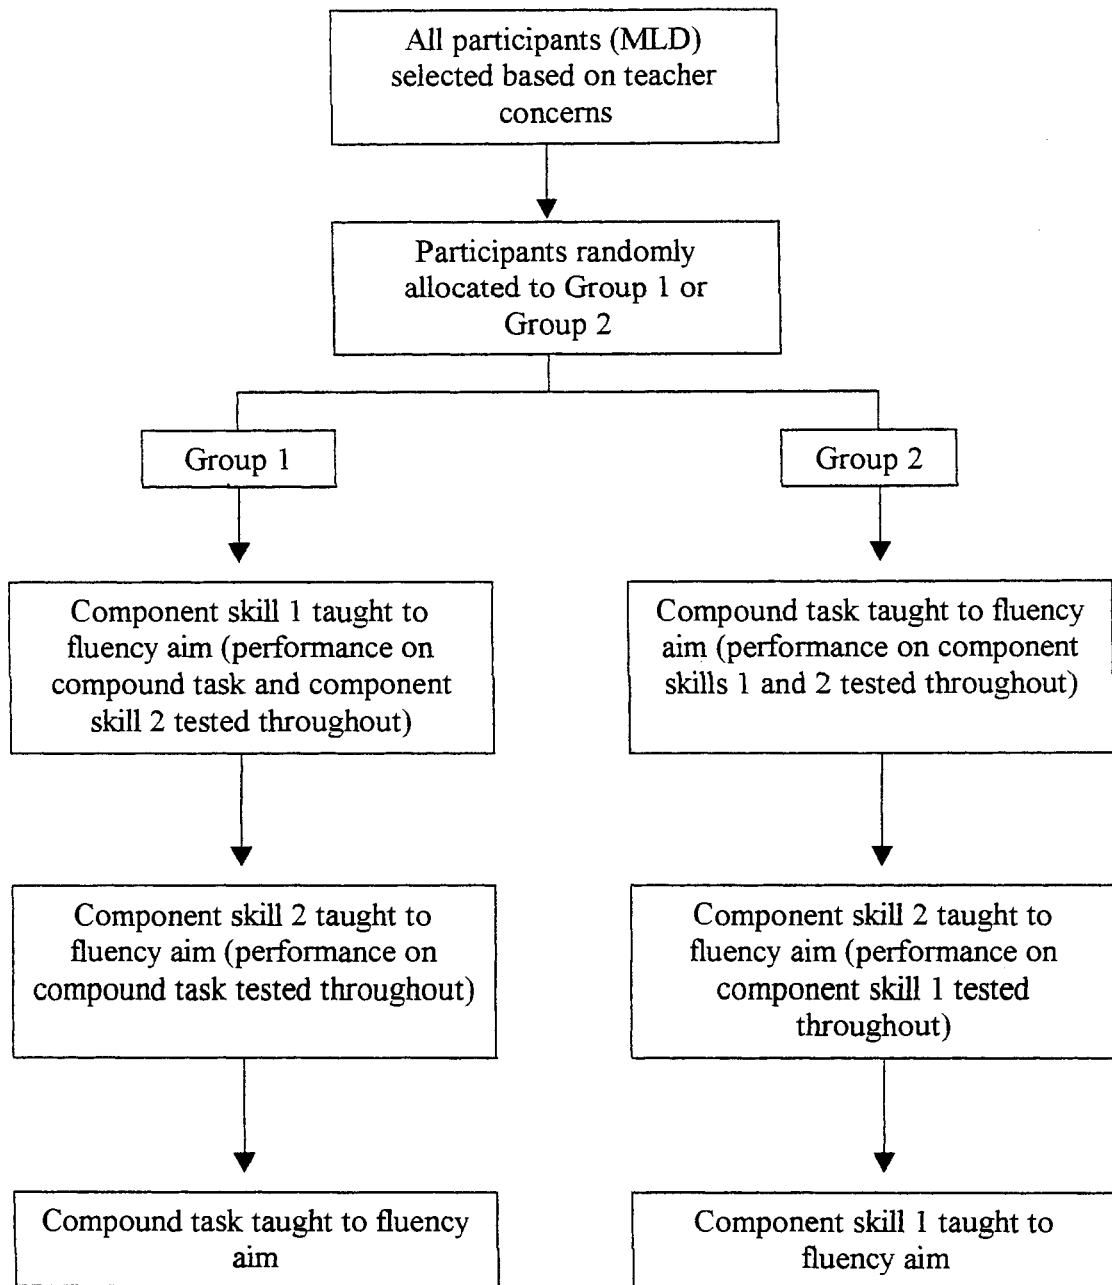 All participants (MLD)
selected based on teacher
concerns
Participants randomly
allocated to Group 1 or
Group 2
Group 1
Group 2
Component skill 1 taught to
fluency aim (performance on
compound task and component
skill 2 tested throughout)
Compound task taught to fluency
aim (performance on component
skills 1 and 2 tested throughout)
Component skill 2 taught to
fluency aim (performance on
compound task tested throughout)
Component skill 2 taught to
fluency aim (performance on
component skill 1 tested
throughout)
Compound task taught to fluency
aim
Component skill 1 taught to
fluency aim